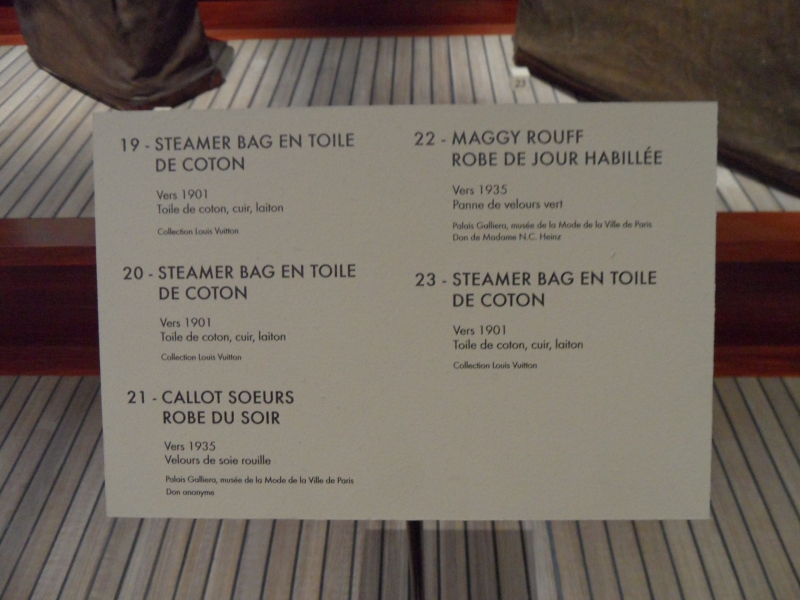 19 - STEAMER BAG EN TOILE
DE COTON
Vers 1901
Toile de coton, cuir, laiton
Collection Louis Vuitton
20 - STEAMER BAG EN TOILE
DE COTON
Vers 1901
Toile de coton, cuir, laiton
Collection Louis Vuitton
21 - CALLOT SOEURS
ROBE DU SOIR
Vers 1935
Velours de soie rouille
Palais Galliera, musée de la Mode de la Ville de Paris
Don anonyme
22 - MAGGY ROUFF
ROBE DE JOUR HABILLÉE
Vers 1935
Panne de velours vert
Palais Galliera, musée de la Mode de la Ville de Paris
Don de Madame N.C. Heinz
23 - STEAMER BAG EN TOILE
DE COTON
Vers 1901
Toile de coton, cuir, laiton
Collection Louis Vuitton
23